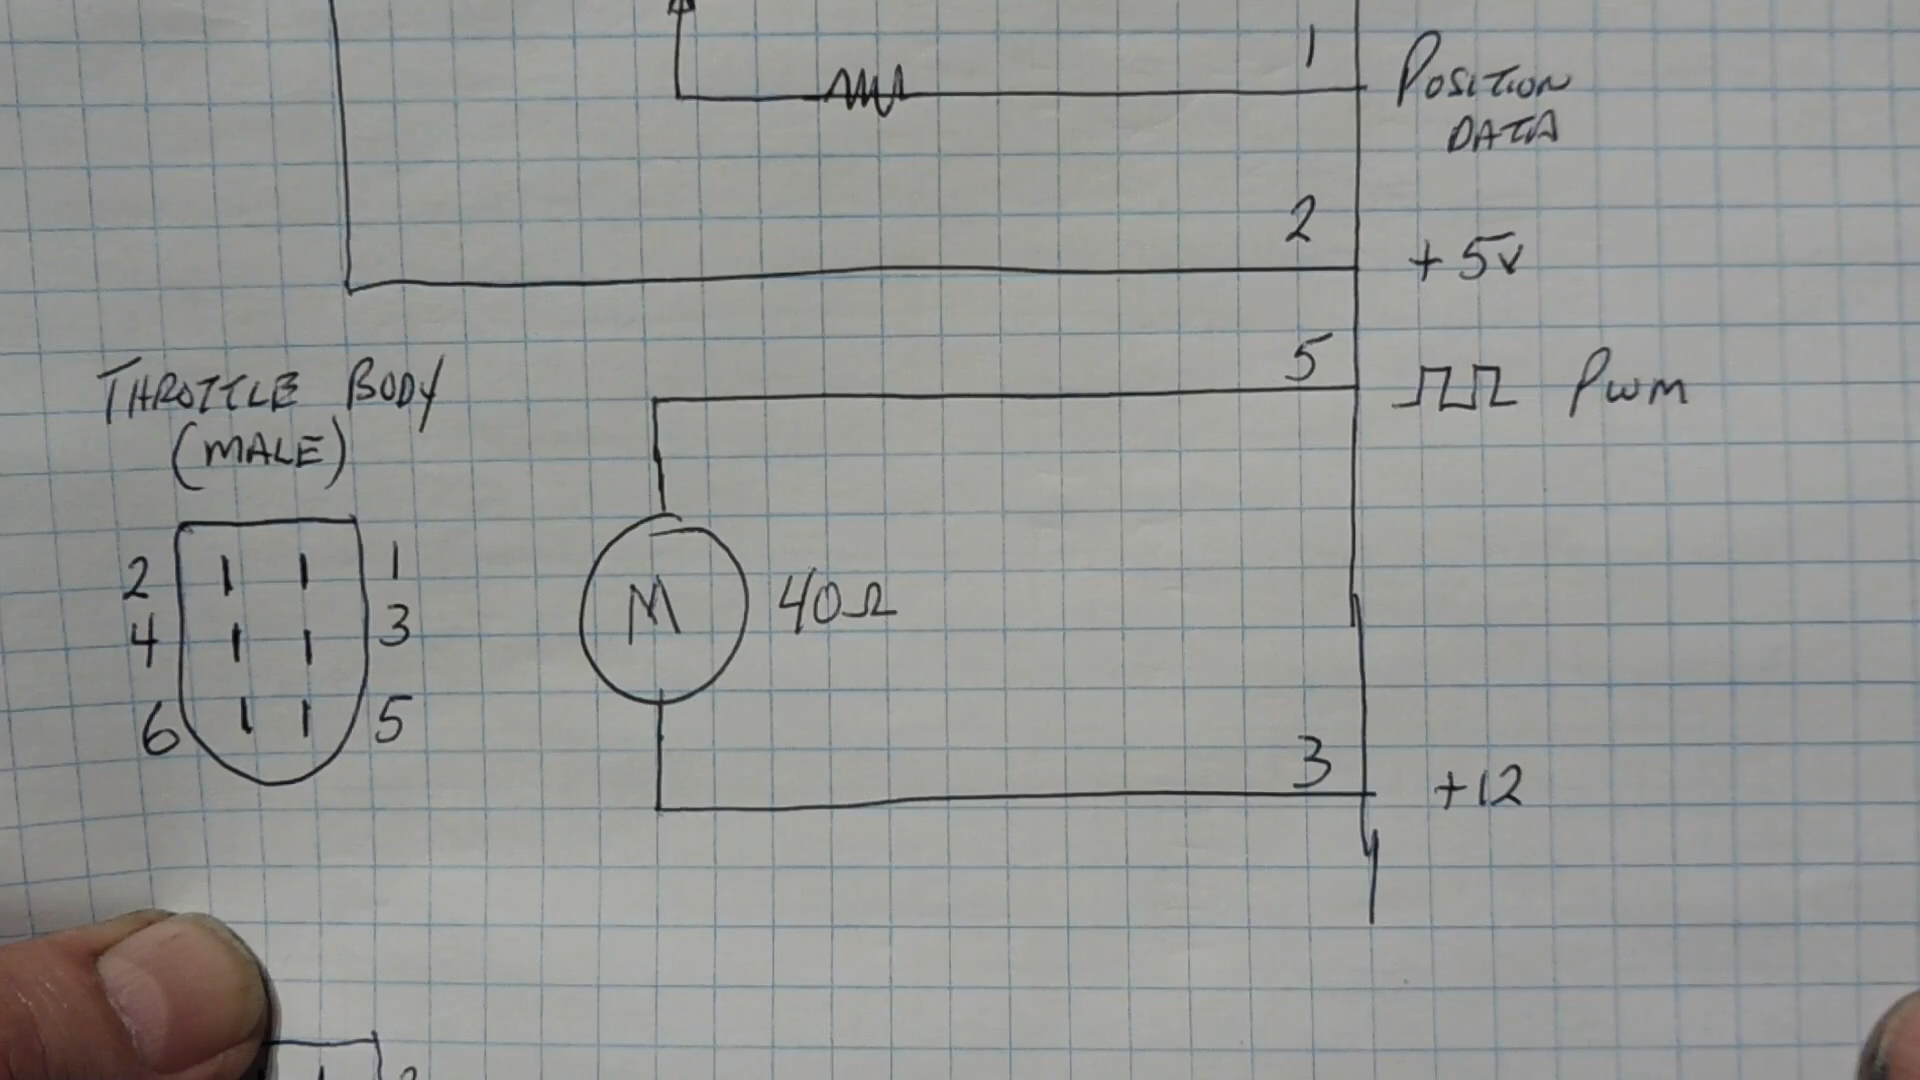 1
POSITION
DATA
2
+ 5v
5
PWM
THROTTLE BODY
(MALE)
2 1
4 3
6 5
M 40Ω
3
+12